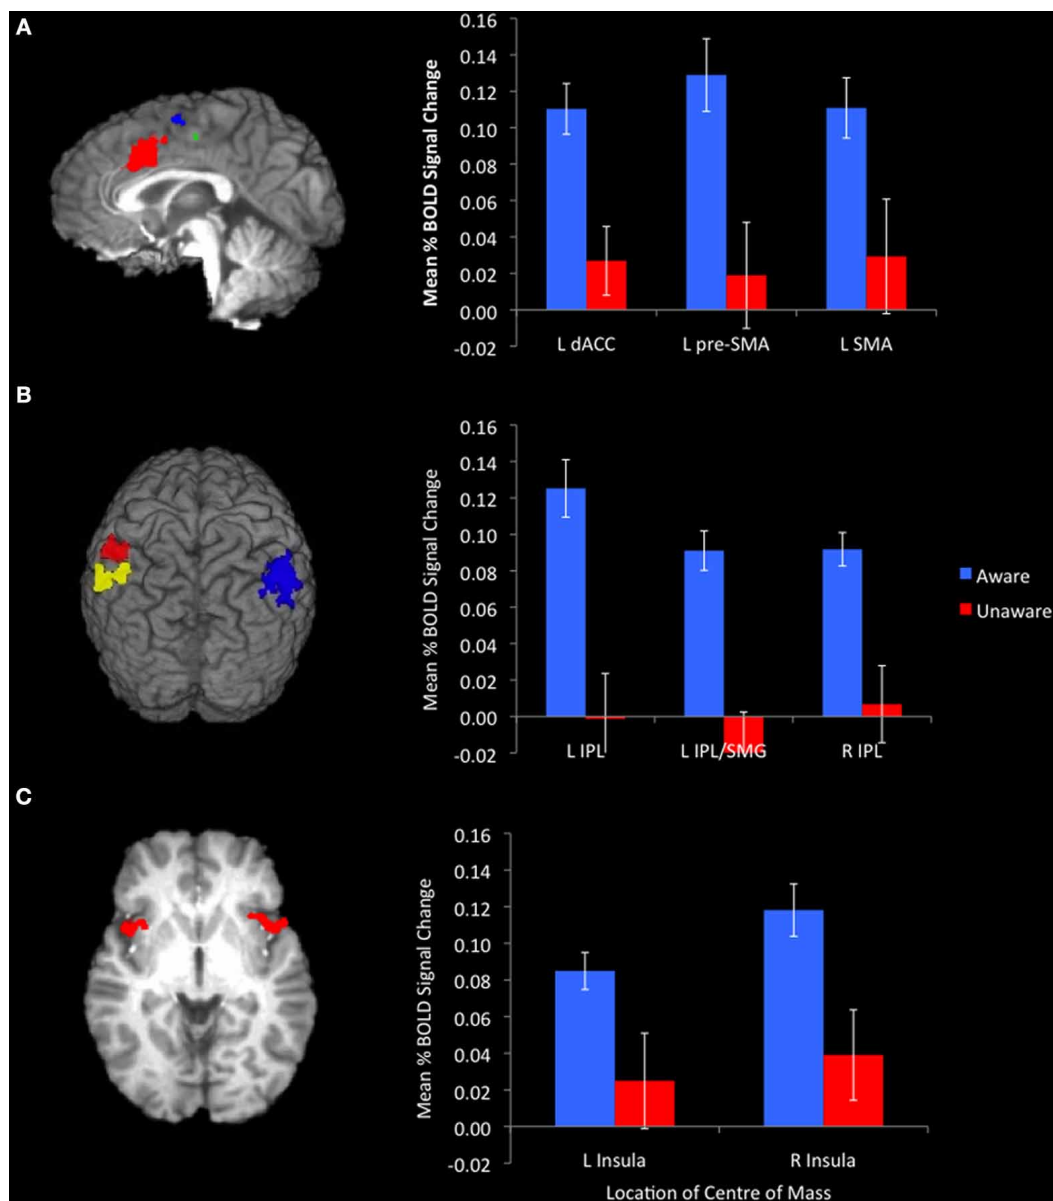 A
Mean % BOLD Signal Change
0.16
0.14
0.12
0.10
0.08
0.06
0.04
0.02
0.00
-0.02
L dACC L pre-SMA L SMA
B
Mean % BOLD Signal Change
0.16
0.14
0.12
0.10
0.08
0.06
0.04
0.02
0.00
-0.02
L IPL L IPL/SMG R IPL
Aware
Unaware
C
Mean % BOLD Signal Change
0.16
0.14
0.12
0.10
0.08
0.06
0.04
0.02
0.00
-0.02
L Insula R Insula
Location of Centre of Mass